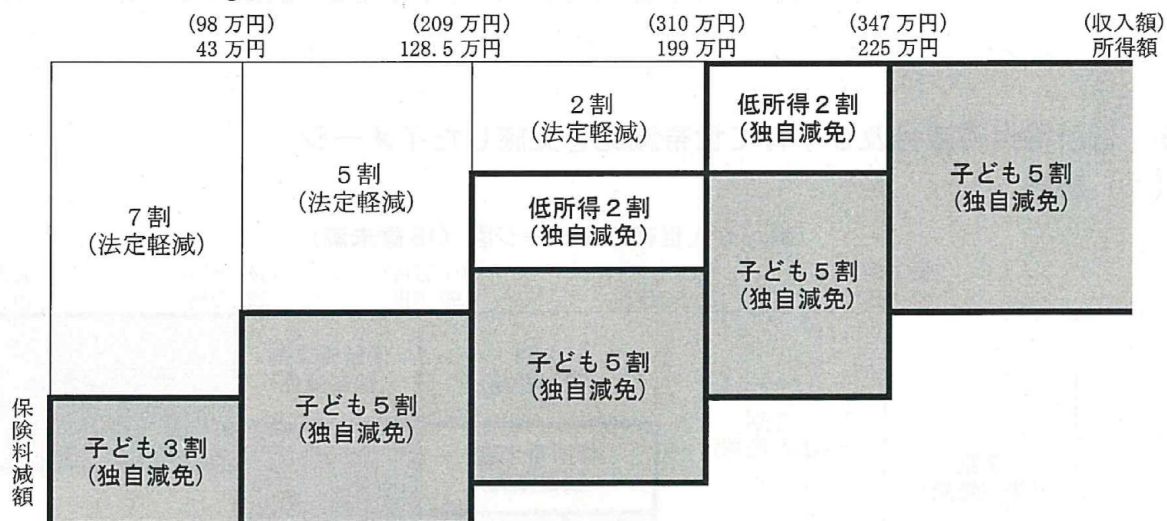 (98 万円)
(209 万円)
(310 万円)
(347 万円)
(収入額)
43 万円
128.5 万円
199 万円
225 万円
所得額
7割
(法定軽減)
5割
(法定軽減)
2割
(法定軽減)
低所得2割
(独自減免)
低所得2割
(独自減免)
子ども5割
(独自減免)
子ども5割
(独自減免)
子ども5割
(独自減免)
子ども5割
(独自減免)
子ども3割
(独自減免)
保険料減額